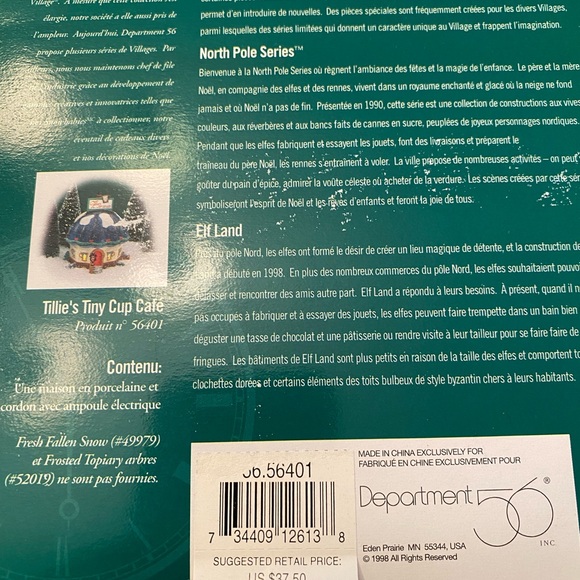 élargie, notre société a elle aussi pris de
l'ampleur. Aujourd'hui, Department 56
propose plusieurs séries de Villages. Par
nous nous maintenons chef de file
industrie grâce au développement de
créatives et innovatrices telles que
à collectionner, notre
éventail de cadeaux divers
et nos décorations de Noël.
Tillie's Tiny Cup Café
Produit n° 56401
Contenu:
Une maison en porcelaine et
cordon avec ampoule électrique
Fresh Fallen Snow (#49979)
et Frosted Topiary arbres
(#52019) ne sont pas fournies.
permet d'en introduire de nouvelles. Des pièces spéciales sont fréquemment créées pour les divers Villages,
parmi lesquelles des séries limitées qui donnent un caractère unique au Village et frappent l'imagination.
North Pole Series™
Bienvenue à la North Pole Series où règnent l'ambiance des fêtes et la magie de l'enfance. Le père et la mère
Noël, en compagnie des elfes et des rennes, vivent dans un royaume enchanté et glacé où la neige ne fond
jamais et où Noël n'a pas de fin. Présentée en 1990, cette série est une collection de constructions aux vives
couleurs, aux réverbères et aux bancs faits de cannes en sucre, peuplées de joyeux personnages nordiques.
Pendant que les elfes fabriquent et essayent les jouets, font des livraisons et préparent le
traîneau du père Noël, les rennes s'entraînent à voler. La ville propose de nombreuses activités – on peut
goûter du pain d'épice, admirer la voûte céleste où acheter de la verdure. Les scènes créées par cette
symboliseront l'esprit de Noël et les rêves d'enfants et feront la joie de tous.
Elf Land
du pôle Nord, les elfes ont formé le désir de créer un lieu magique de détente, et la construction
a débuté en 1998. En plus des nombreux commerces du pôle Nord, les elfes souhaitaient
et rencontrer des amis autre part. Elf Land a répondu à leurs besoins. À présent, quand il
pas occupés à fabriquer et à essayer des jouets, les elfes peuvent faire trempette dans un bain bien
déguster une tasse de chocolat et une pâtisserie ou rendre visite à leur tailleur pour se faire faire de
fringues. Les bâtiments de Elf Land sont plus petits en raison de la taille des elfes et comportent
clochettes dorées et certains éléments des toits bulbeux de style byzantin chers à leurs habitants.
56.56401
7 34409 12613 8
SUGGESTED RETAIL PRICE:
US $37.50
MADE IN CHINA EXCLUSIVELY FOR
FABRIQUÉ EN CHINE EXCLUSIVEMENT POUR
Department 56®
INC
Eden Prairie MN 55344, USA
© 1998 All Rights Reserved